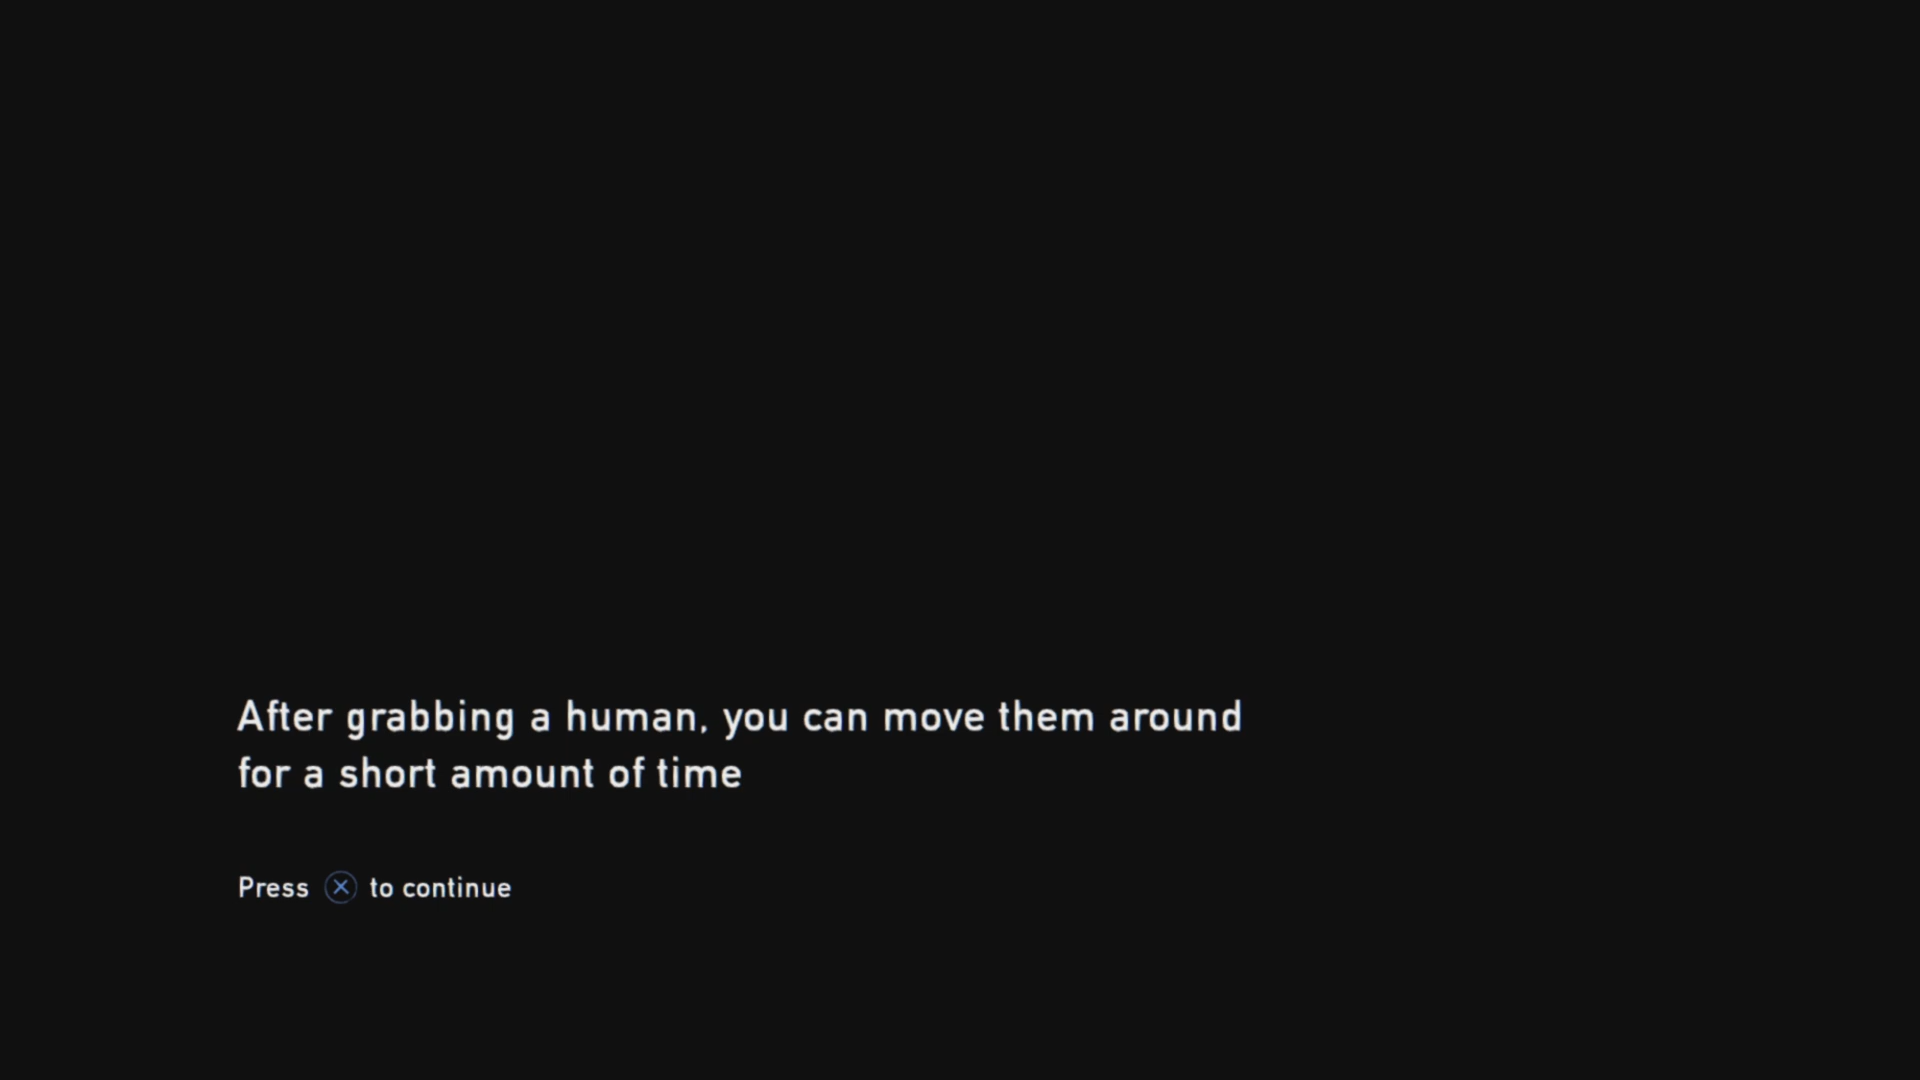 After grabbing a human, you can move them around
for a short amount of time
Press ⓧ to continue